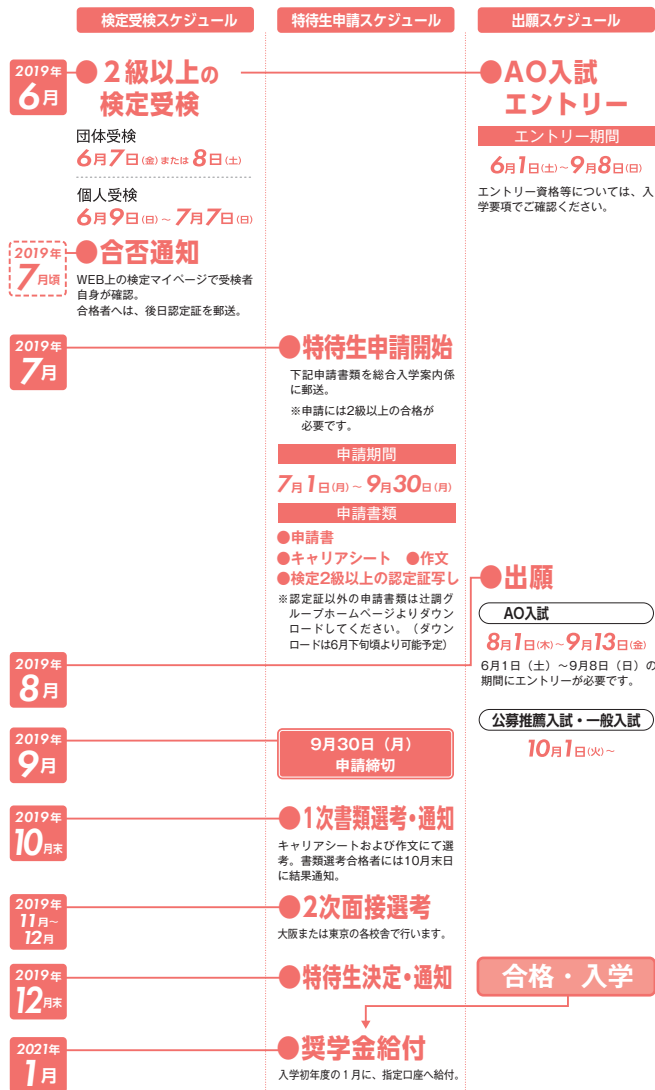 検定受検スケジュール
特待生申請スケジュール
出願スケジュール
2019年
6月
●2級以上の
検定受検
団体受検
6月7日(金)または8日(土)
個人受検
6月9日(日)～7月7日(日)
●AO入試
エントリー
エントリー期間
6月1日(土)～9月8日(日)
エントリー資格等については、入
学要項でご確認ください。
2019年
7月頃
●合否通知
WEB上の検定マイページで受検者
自身が確認。
合格者へは、後日認定証を郵送。
2019年
7月
●特待生申請開始
下記申請書類を総合入学案内係
に郵送。
※申請には2級以上の合格が
必要です。
申請期間
7月1日(月)～9月30日(月)
申請書類
●申請書
●キャリアシート ●作文
●検定2級以上の認定証写し
※認定証以外の申請書類は辻調グ
ループホームページよりダウン
ロードしてください。（ダウン
ロードは6月下旬頃より可能予定）
2019年
8月
●出願
AO入試
8月1日(木)～9月13日(金)
6月1日（土）～9月8日（日）の
期間にエントリーが必要です。
公募推薦入試・一般入試
10月1日(火)～
2019年
9月
9月30日（月）
申請締切
2019年
10月末
●1次書類選考・通知
キャリアシートおよび作文にて選
考。書類選考合格者には10月末日
に結果通知。
2019年
11月～
12月
●2次面接選考
大阪または東京の各校舎で行います。
2019年
12月末
●特待生決定・通知
合格・入学
2021年
1月
●奨学金給付
入学初年度の1月に、指定口座へ給付。